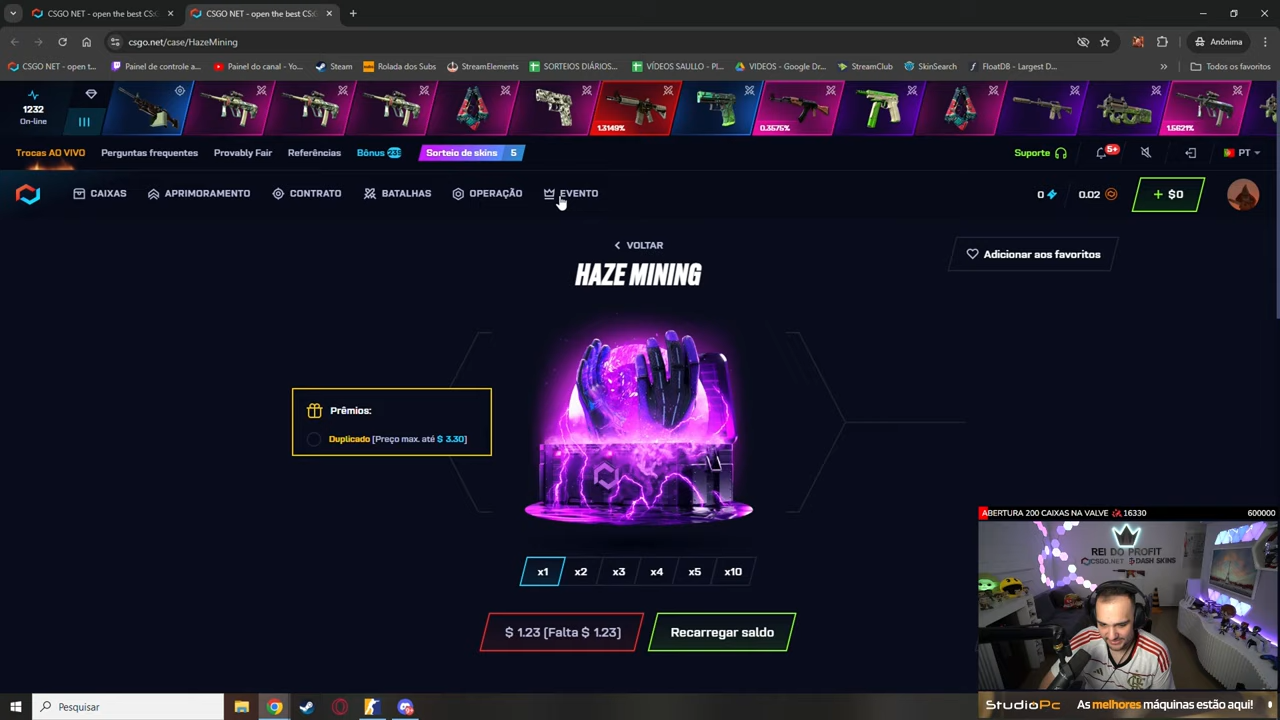 CSGO NET - open the best CS:G
CSGO NET - open the best CS:G
csgo.net/case/HazeMining
Anônima
CSGO NET - open t...
Painel de controle a...
Painel do canal - Yo...
Steam
Rolada dos Subs
StreamElements
SORTEIOS DIÁRIOS...
VÍDEOS SAULLO - PL...
VIDEOS - Google Dr...
StreamClub
SkinSearch
FloatDB - Largest D...
Todos os favoritos
1232
On-line
1.3149%
0.3575%
1.5621%
Trocas AO VIVO
Perguntas frequentes
Provably Fair
Referências
Bônus
Sorteio de skins 5
Suporte
5+
PT
CAIXAS
APRIMORAMENTO
CONTRATO
BATALHAS
OPERAÇÃO
EVENTO
0
0.02
+ $0
VOLTAR
HAZE MINING
Adicionar aos favoritos
Prêmios:
Duplicado [Preço max. até $ 3.30]
x1 x2 x3 x4 x5 x10
$ 1.23 [Falta $ 1.23]
Recarregar saldo
ABERTURA 200 CAIXAS NA VALVE 16330 600000
REI DO PROFIT
CSGO.NET DASH SKINS
StudioPc
As melhores máquinas estão aqui!
Pesquisar